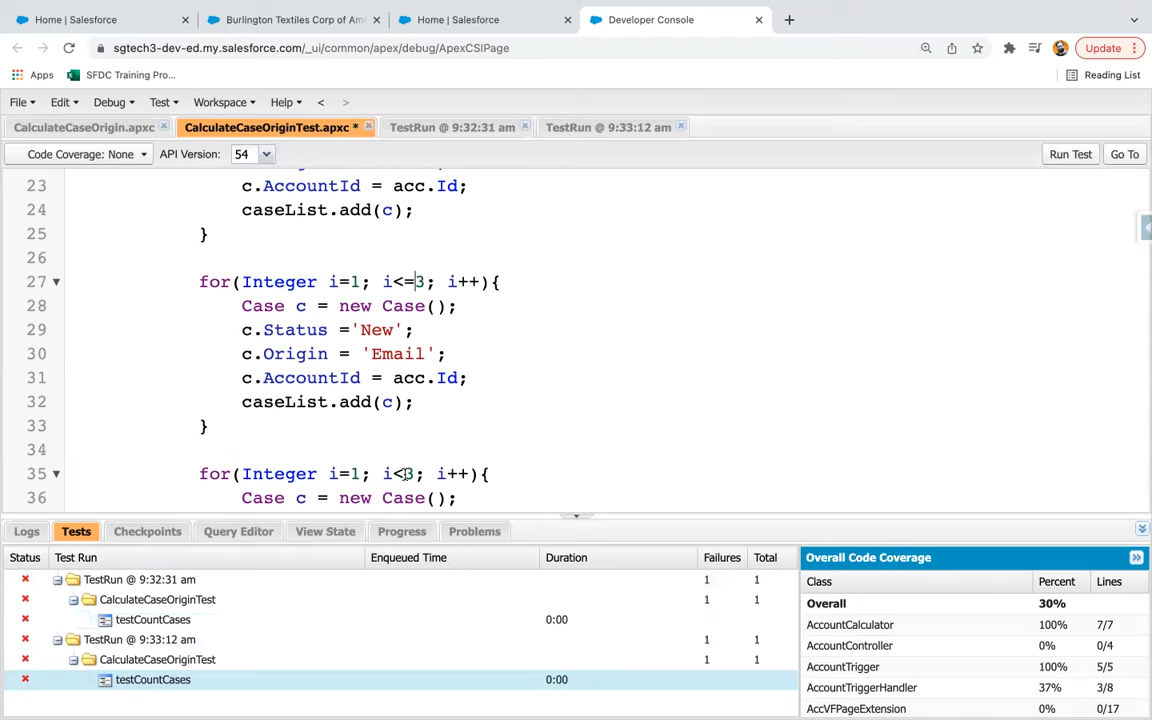 Home | Salesforce
Burlington Textiles Corp of Am
Home | Salesforce
Developer Console
sgtech3-dev-ed.my.salesforce.com/_ui/common/apex/debug/ApexCSIPage
Update
Apps
SFDC Training Pro...
Reading List
File
Edit
Debug
Test
Workspace
Help
<
>
CalculateCaseOrigin.apxc
CalculateCaseOriginTest.apxc *
TestRun @ 9:32:31 am
TestRun @ 9:33:12 am
Code Coverage: None
API Version:
54
Run Test
Go To
23 c.AccountId = acc.Id;
24 caseList.add(c);
25 }
26
27 for(Integer i=1; i<=3; i++){
28 Case c = new Case();
29 c.Status ='New';
30 c.Origin = 'Email';
31 c.AccountId = acc.Id;
32 caseList.add(c);
33 }
34
35 for(Integer i=1; i<3; i++){
36 Case c = new Case();
Logs
Tests
Checkpoints
Query Editor
View State
Progress
Problems
Status
Test Run
Enqueued Time
Duration
Failures
Total
TestRun @ 9:32:31 am 1 1
CalculateCaseOriginTest 1 1
testCountCases 0:00
TestRun @ 9:33:12 am 1 1
CalculateCaseOriginTest 1 1
testCountCases 0:00
Overall Code Coverage
Class Percent Lines
Overall 30%
AccountCalculator 100% 7/7
AccountController 0% 0/4
AccountTrigger 100% 5/5
AccountTriggerHandler 37% 3/8
AccVFPageExtension 0% 0/17